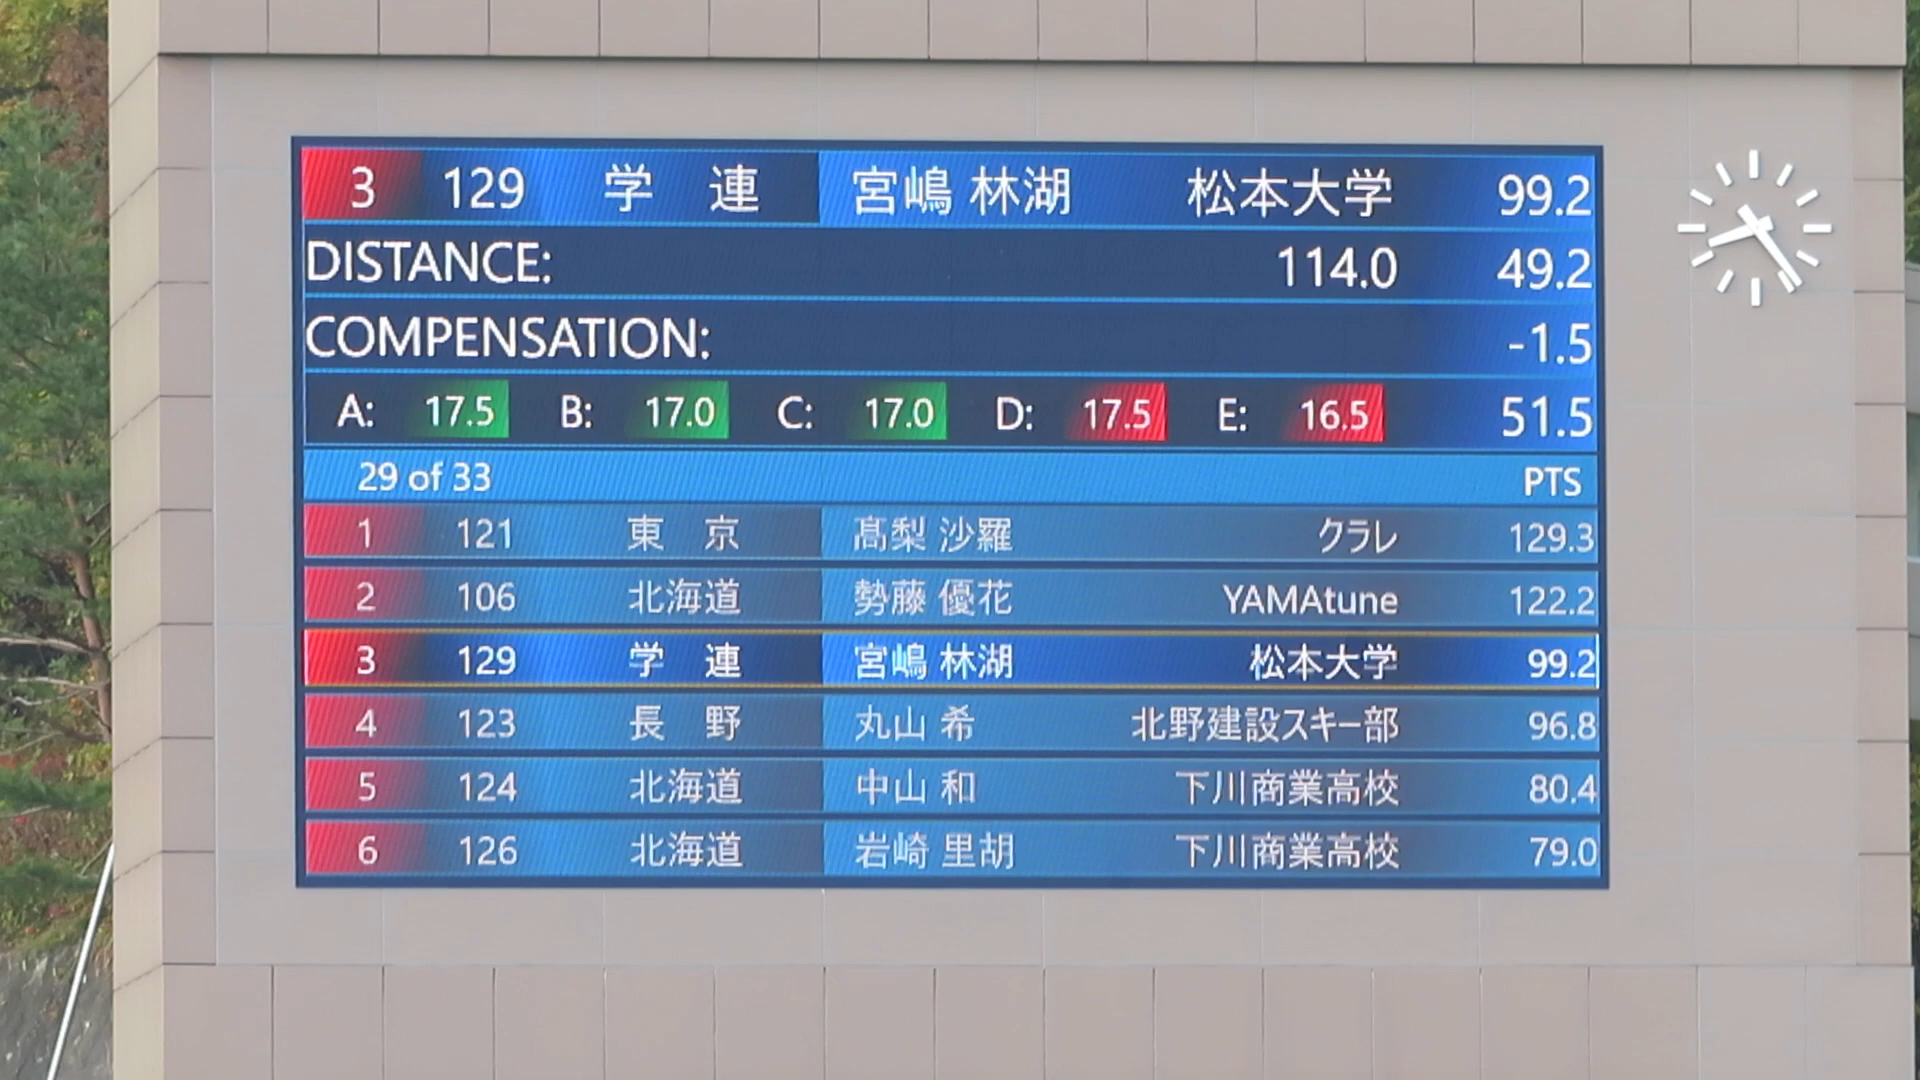 3 129 学 連 宮嶋 林湖 松本大学 99.2
DISTANCE: 114.0 49.2
COMPENSATION: -1.5
A: 17.5 B: 17.0 C: 17.0 D: 17.5 E: 16.5 51.5
29 of 33 PTS
1 121 東 京 髙梨 沙羅 クラレ 129.3
2 106 北海道 勢藤 優花 YAMAtune 122.2
3 129 学 連 宮嶋 林湖 松本大学 99.2
4 123 長 野 丸山 希 北野建設スキー部 96.8
5 124 北海道 中山 和 下川商業高校 80.4
6 126 北海道 岩崎 里胡 下川商業高校 79.0